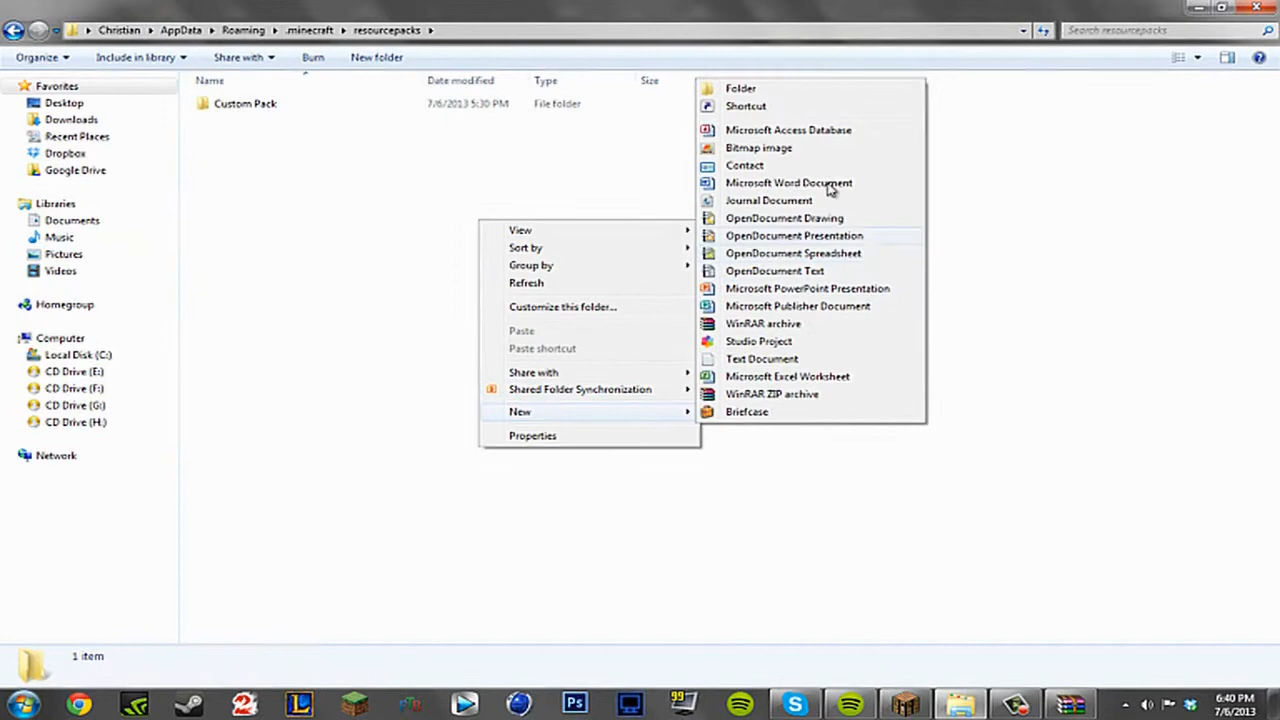 Christian AppData Roaming .minecraft resourcepacks
Search resourcepacks
Organize Include in library Share with Burn New folder
Favorites
Desktop
Downloads
Recent Places
Dropbox
Google Drive
Libraries
Documents
Music
Pictures
Videos
Homegroup
Computer
Local Disk (C:)
CD Drive (E:)
CD Drive (F:)
CD Drive (G:)
CD Drive (H:)
Network
Name Date modified Type Size
Custom Pack 7/6/2013 5:30 PM File folder
View
Sort by
Group by
Refresh
Customize this folder...
Paste
Paste shortcut
Share with
Shared Folder Synchronization
New
Properties
Folder
Shortcut
Microsoft Access Database
Bitmap image
Contact
Microsoft Word Document
Journal Document
OpenDocument Drawing
OpenDocument Presentation
OpenDocument Spreadsheet
OpenDocument Text
Microsoft PowerPoint Presentation
Microsoft Publisher Document
WinRAR archive
Studio Project
Text Document
Microsoft Excel Worksheet
WinRAR ZIP archive
Briefcase
1 item
Ps
99
6:40 PM
7/6/2013